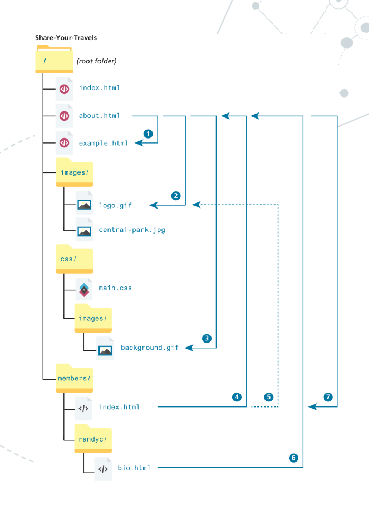 Share-Your-Travels
/ (root folder)
index.html
about.html
1
example.html
images/
2
logo.gif
central-park.jpg
css/
main.css
images/
3
background.gif
members/
4
5
7
index.html
randyc/
6
bio.html